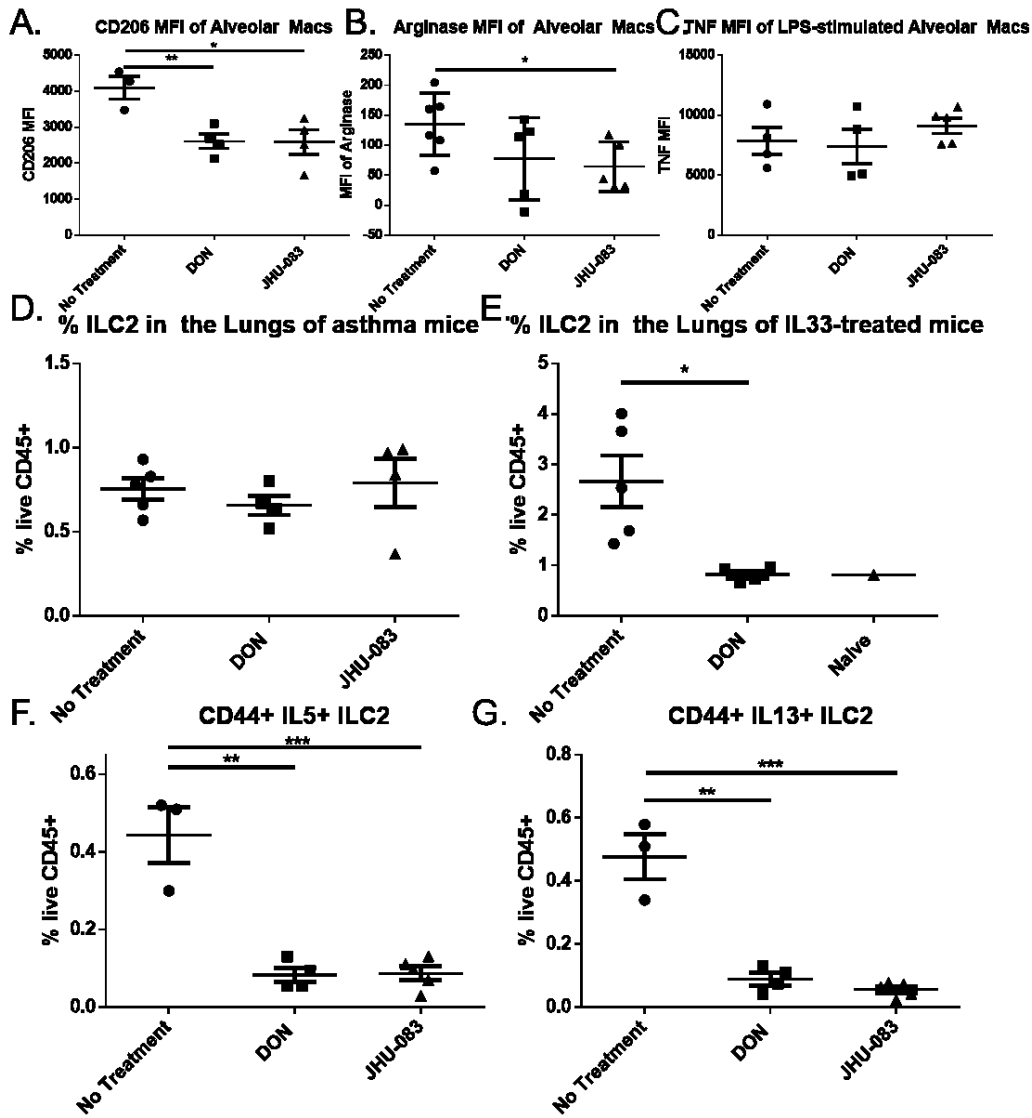 A. CD206 MFI of Alveolar Macs
CD206 MFI
5000
4000
3000
2000
1000
0
*
**
No Treatment
DON
JHU-083
B. Arginase MFI of Alveolar Macs
MFI of Arginase
250
200
150
100
50
0
-50
*
No Treatment
DON
JHU-083
C. TNF MFI of LPS-stimulated Alveolar Macs
TNF MFI
15000
10000
5000
0
No Treatment
DON
JHU-083
D. % ILC2 in the Lungs of asthma mice
% live CD45+
1.5
1.0
0.5
0.0
No Treatment
DON
JHU-083
E. % ILC2 in the Lungs of IL33-treated mice
% live CD45+
5
4
3
2
1
0
*
No Treatment
DON
Naïve
F. CD44+ IL5+ ILC2
% live CD45+
0.6
0.4
0.2
0.0
***
**
No Treatment
DON
JHU-083
G. CD44+ IL13+ ILC2
% live CD45+
0.8
0.6
0.4
0.2
0.0
***
**
No Treatment
DON
JHU-083